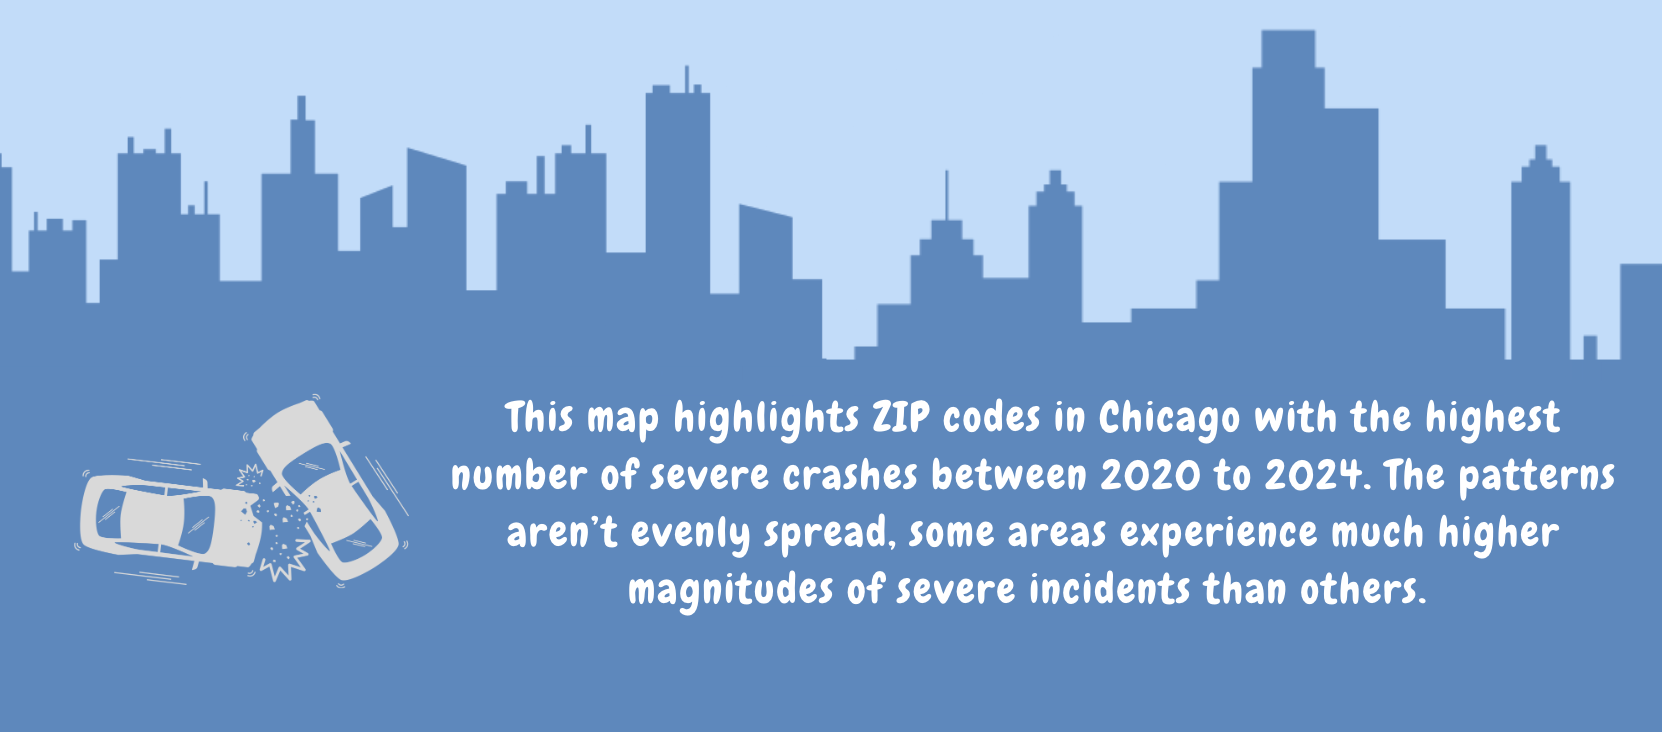 This map highlights ZIP codes in Chicago with the highest
number of severe crashes between 2020 to 2024. The patterns
aren't evenly spread, some areas experience much higher
magnitudes of severe incidents than others.